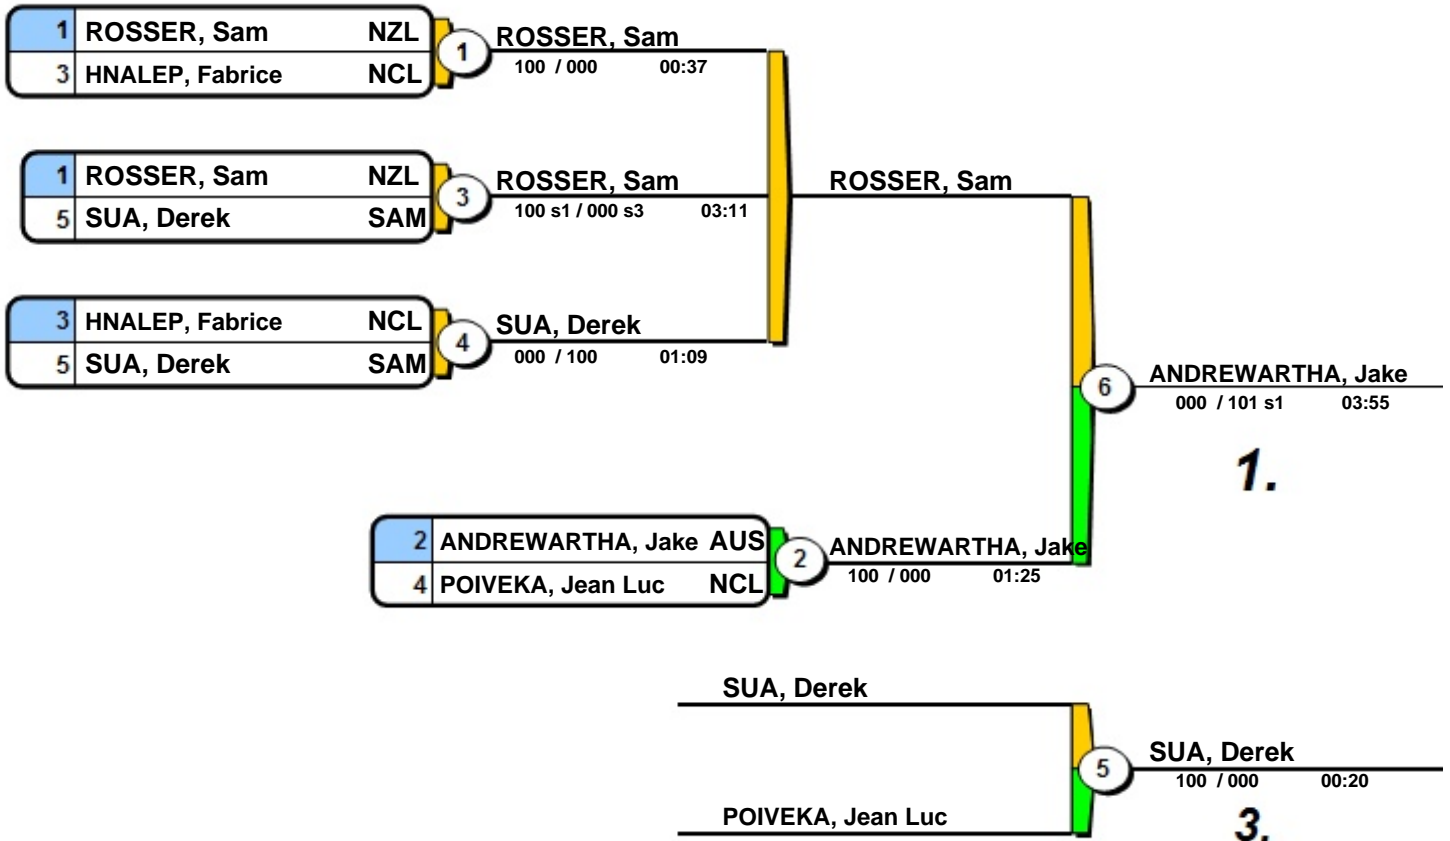 1 ROSSER, Sam NZL
3 HNALEP, Fabrice NCL
1
ROSSER, Sam
100 / 000 00:37
1 ROSSER, Sam NZL
5 SUA, Derek SAM
3
ROSSER, Sam
100 s1 / 000 s3 03:11
ROSSER, Sam
3 HNALEP, Fabrice NCL
5 SUA, Derek SAM
4
SUA, Derek
000 / 100 01:09
6
ANDREWARTHA, Jake
000 / 101 s1 03:55
1.
2 ANDREWARTHA, Jake AUS
4 POIVEKA, Jean Luc NCL
2
ANDREWARTHA, Jake
100 / 000 01:25
SUA, Derek
5
SUA, Derek
100 / 000 00:20
POIVEKA, Jean Luc
3.